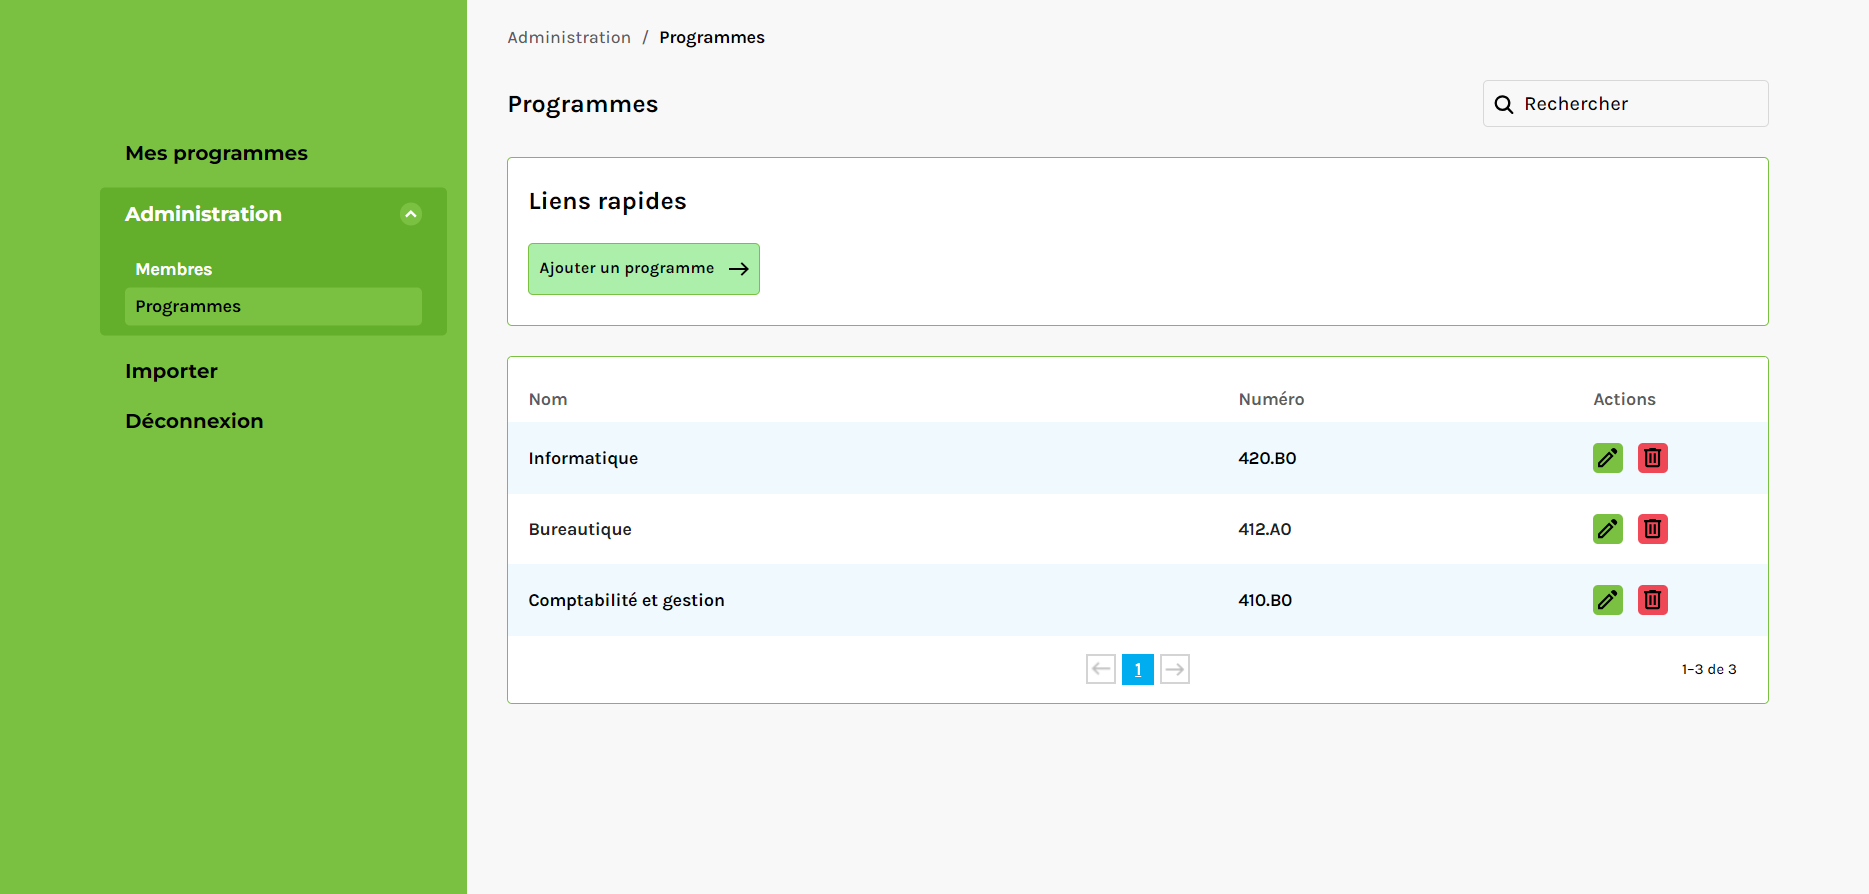 Administration / Programmes
Programmes
Rechercher
Mes programmes
Administration
Membres
Programmes
Importer
Déconnexion
Liens rapides
Ajouter un programme
Nom Numéro Actions
Informatique 420.B0
Bureautique 412.A0
Comptabilité et gestion 410.B0
1 1–3 de 3